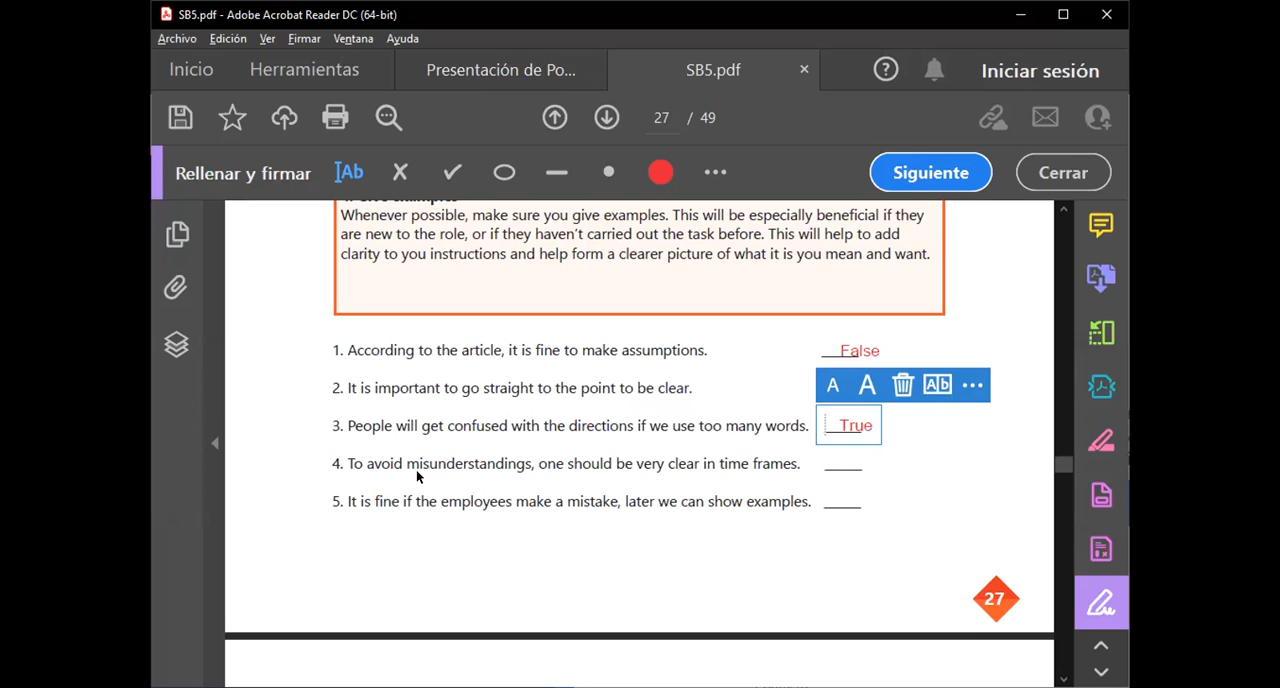 SB5.pdf - Adobe Acrobat Reader DC (64-bit)
Archivo Edición Ver Firmar Ventana Ayuda
Inicio Herramientas Presentación de Po... SB5.pdf Iniciar sesión
27 / 49
Rellenar y firmar Ab Siguiente Cerrar
Whenever possible, make sure you give examples. This will be especially beneficial if they
are new to the role, or if they haven't carried out the task before. This will help to add
clarity to you instructions and help form a clearer picture of what it is you mean and want.
1. According to the article, it is fine to make assumptions. False
A A Ab
2. It is important to go straight to the point to be clear.
3. People will get confused with the directions if we use too many words. True
4. To avoid misunderstandings, one should be very clear in time frames.
5. It is fine if the employees make a mistake, later we can show examples.
27